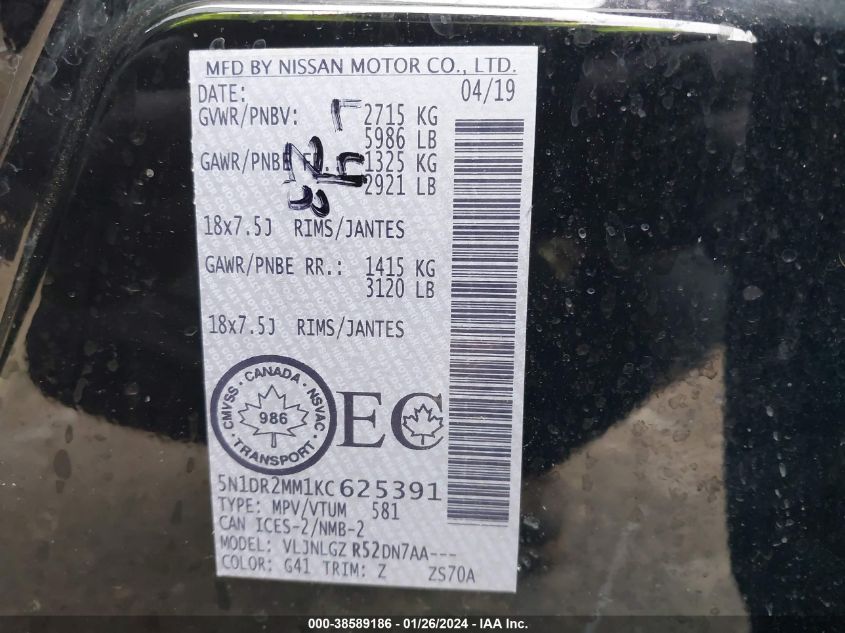 MFD BY NISSAN MOTOR CO., LTD.
DATE: 04/19
GVWR/PNBV: 2715 KG
5986 LB
GAWR/PNBE 1325 KG
2921 LB
18x7.5J RIMS/JANTES
GAWR/PNBE RR.: 1415 KG
3120 LB
18x7.5J RIMS/JANTES
CMVSS · CANADA · NSVAC
986
TRANSPORT
EC
5N1DR2MM1KC625391
TYPE: MPV/VTUM 581
CAN ICES-2/NMB-2
MODEL: VLJNLGZ R52DN7AA---
COLOR: G41 TRIM: Z ZS70A
000-38589186 - 01/26/2024 - IAA Inc.